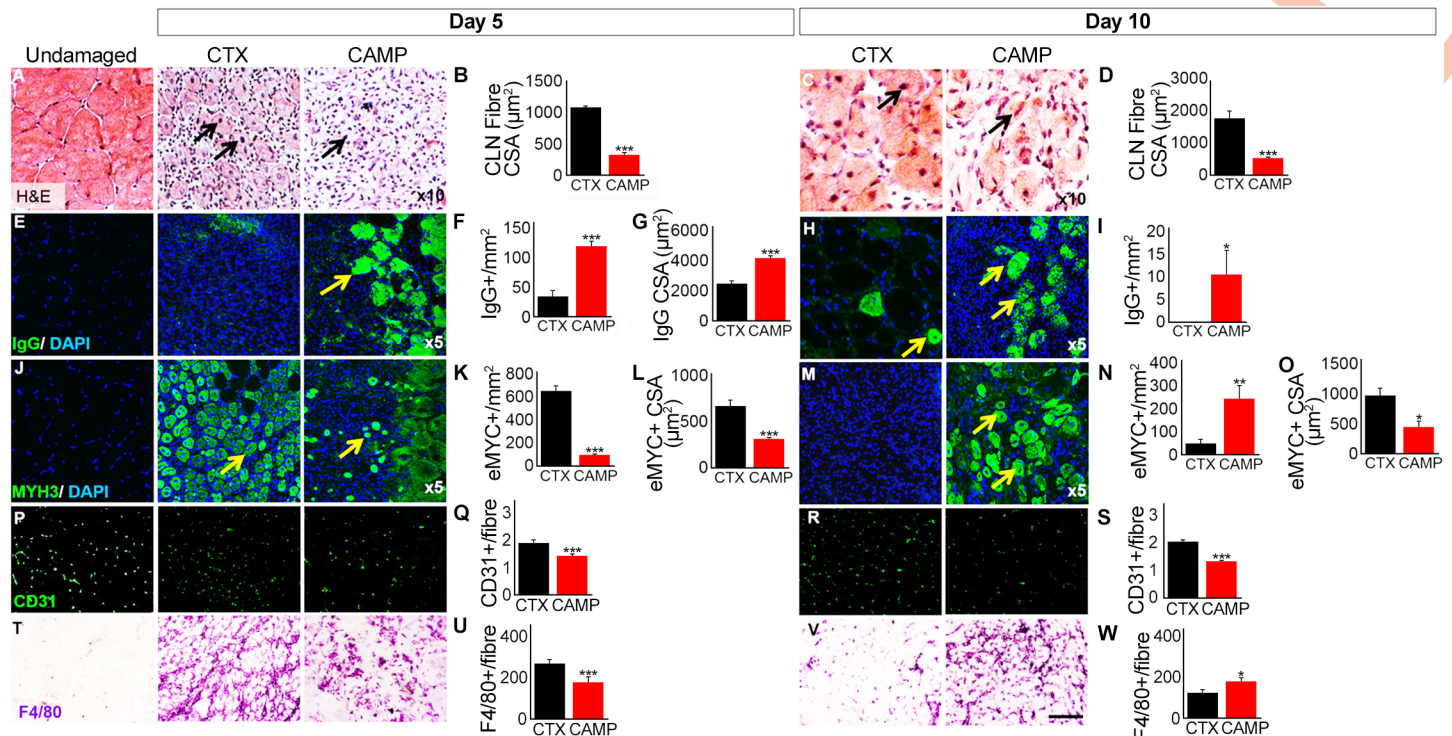 Day 5
Day 10
Undamaged
CTX
CAMP
CTX
CAMP
A
H&E
x10
B
CLN Fibre
CSA (µm²)
1500
1000
500
0
***
CTX CAMP
C
x10
D
CLN Fibre
CSA (µm²)
3000
2000
1000
0
***
CTX CAMP
E
IgG/ DAPI
x5
F
IgG+/mm²
150
100
50
0
***
CTX CAMP
G
IgG CSA (µm²)
6000
4000
2000
0
***
CTX CAMP
H
x5
I
IgG+/mm²
20
15
10
5
0
*
CTX CAMP
J
MYH3/ DAPI
x5
K
eMYC+/mm²
800
600
400
200
0
***
CTX CAMP
L
eMYC+ CSA
(µm²)
1000
500
0
***
CTX CAMP
M
x5
N
eMYC+/mm²
400
300
200
100
0
**
CTX CAMP
O
eMYC+ CSA
(µm²)
1500
1000
500
0
*
CTX CAMP
P
CD31
Q
CD31+/fibre
3
2
1
0
***
CTX CAMP
R
S
CD31+/fibre
3
2
1
0
***
CTX CAMP
T
F4/80
U
F4/80+/fibre
400
200
0
***
CTX CAMP
V
W
F4/80+/fibre
400
200
0
*
CTX CAMP